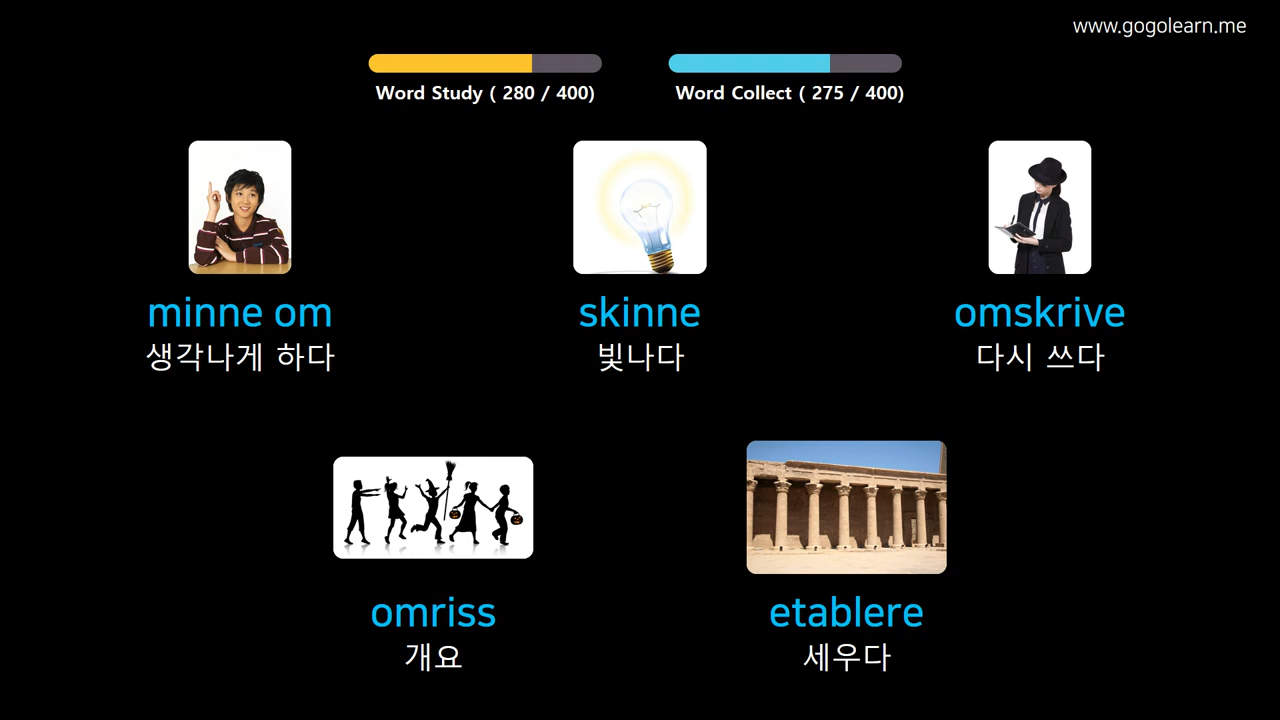 www.gogolearn.me
Word Study ( 280 / 400)
Word Collect ( 275 / 400)
minne om
생각나게 하다
skinne
빛나다
omskrive
다시 쓰다
omriss
개요
etablere
세우다